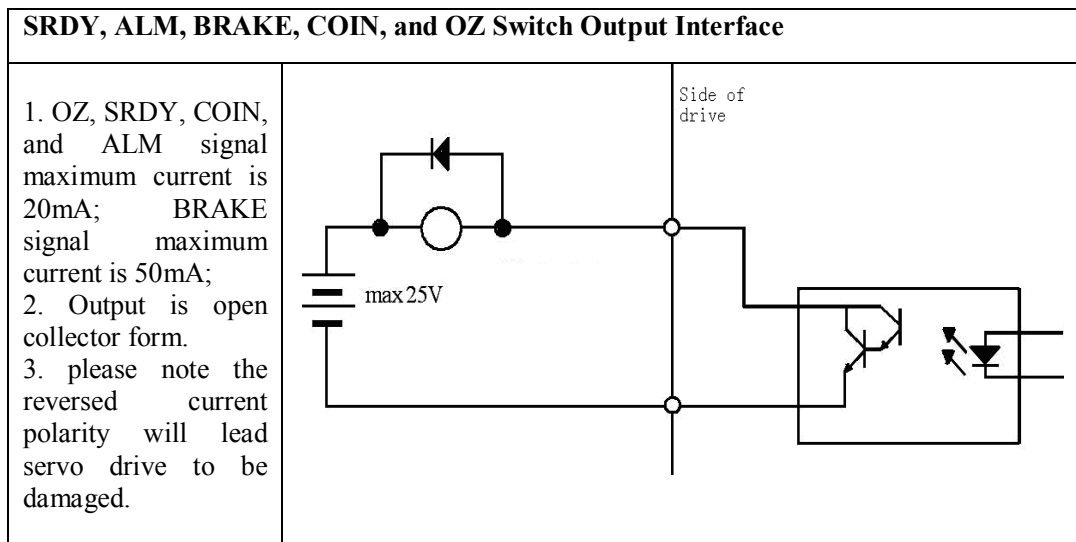 SRDY, ALM, BRAKE, COIN, and OZ Switch Output Interface
1. OZ, SRDY, COIN,
and ALM signal
maximum current is
20mA; BRAKE
signal maximum
current is 50mA;
2. Output is open
collector form.
3. please note the
reversed current
polarity will lead
servo drive to be
damaged.
Side of
drive
max25V